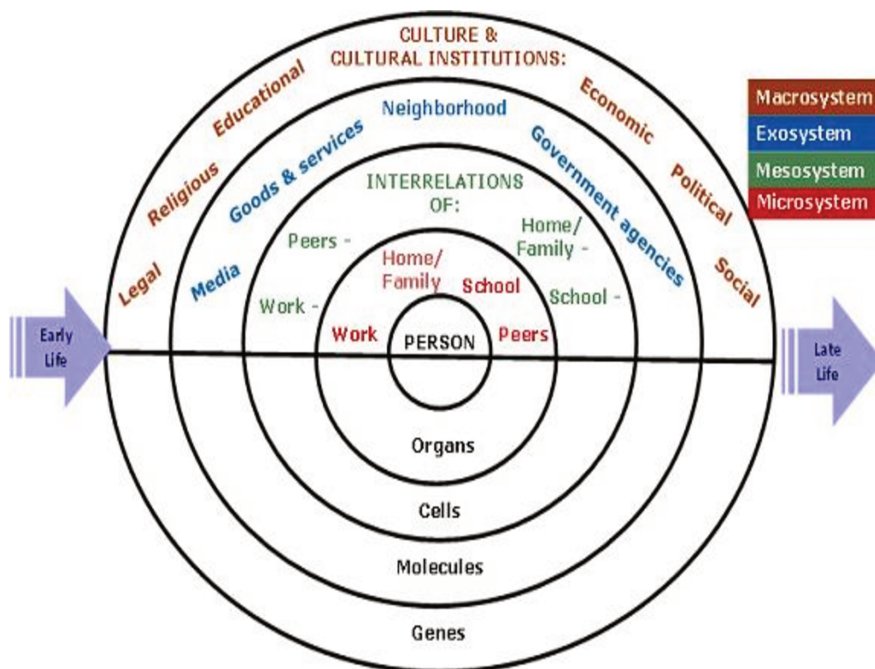 CULTURE &
CULTURAL INSTITUTIONS:
Educational
Economic
Religious
Political
Legal
Social
Neighborhood
Goods & services
Government agencies
Media
INTERRELATIONS
OF:
Peers -
Home/
Family -
Work -
School -
Home/
Family
School
Work
Peers
PERSON
Organs
Cells
Molecules
Genes
Early
Life
Late
Life
Macrosystem
Exosystem
Mesosystem
Microsystem